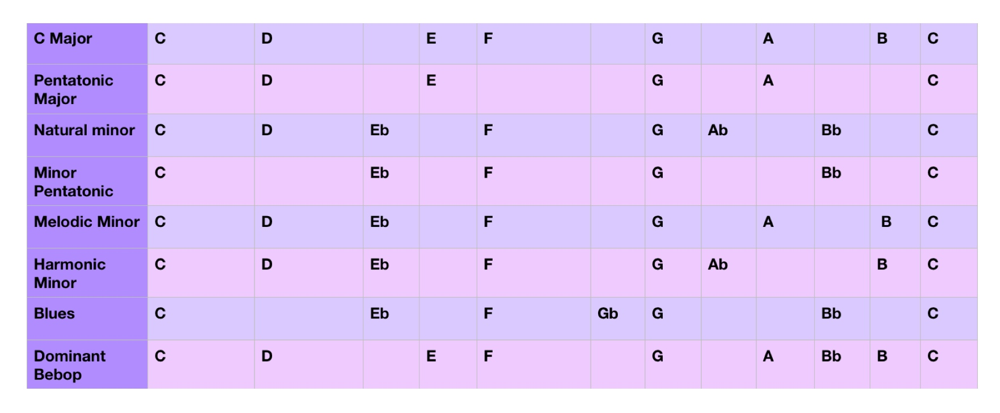 C Major C D E F G A B C
Pentatonic C D E G A C
Major
Natural minor C D Eb F G Ab Bb C
Minor C Eb F G Bb C
Pentatonic
Melodic Minor C D Eb F G A B C
Harmonic C D Eb F G Ab B C
Minor
Blues C Eb F Gb G Bb C
Dominant C D E F G A Bb B C
Bebop